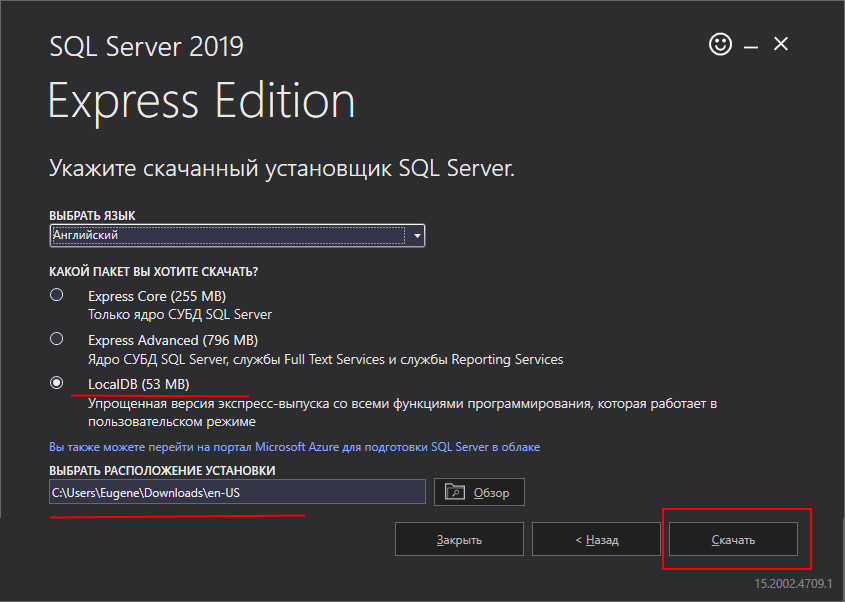 SQL Server 2019
Express Edition
Укажите скачанный установщик SQL Server.
ВЫБРАТЬ ЯЗЫК
Английский
КАКОЙ ПАКЕТ ВЫ ХОТИТЕ СКАЧАТЬ?
Express Core (255 MB)
Только ядро СУБД SQL Server
Express Advanced (796 MB)
Ядро СУБД SQL Server, службы Full Text Services и службы Reporting Services
LocalDB (53 MB)
Упрощенная версия экспресс-выпуска со всеми функциями программирования, которая работает в
пользовательском режиме
Вы также можете перейти на портал Microsoft Azure для подготовки SQL Server в облаке
ВЫБРАТЬ РАСПОЛОЖЕНИЕ УСТАНОВКИ
C:\Users\Eugene\Downloads\en-US
Обзор
Закрыть
< Назад
Скачать
15.2002.4709.1